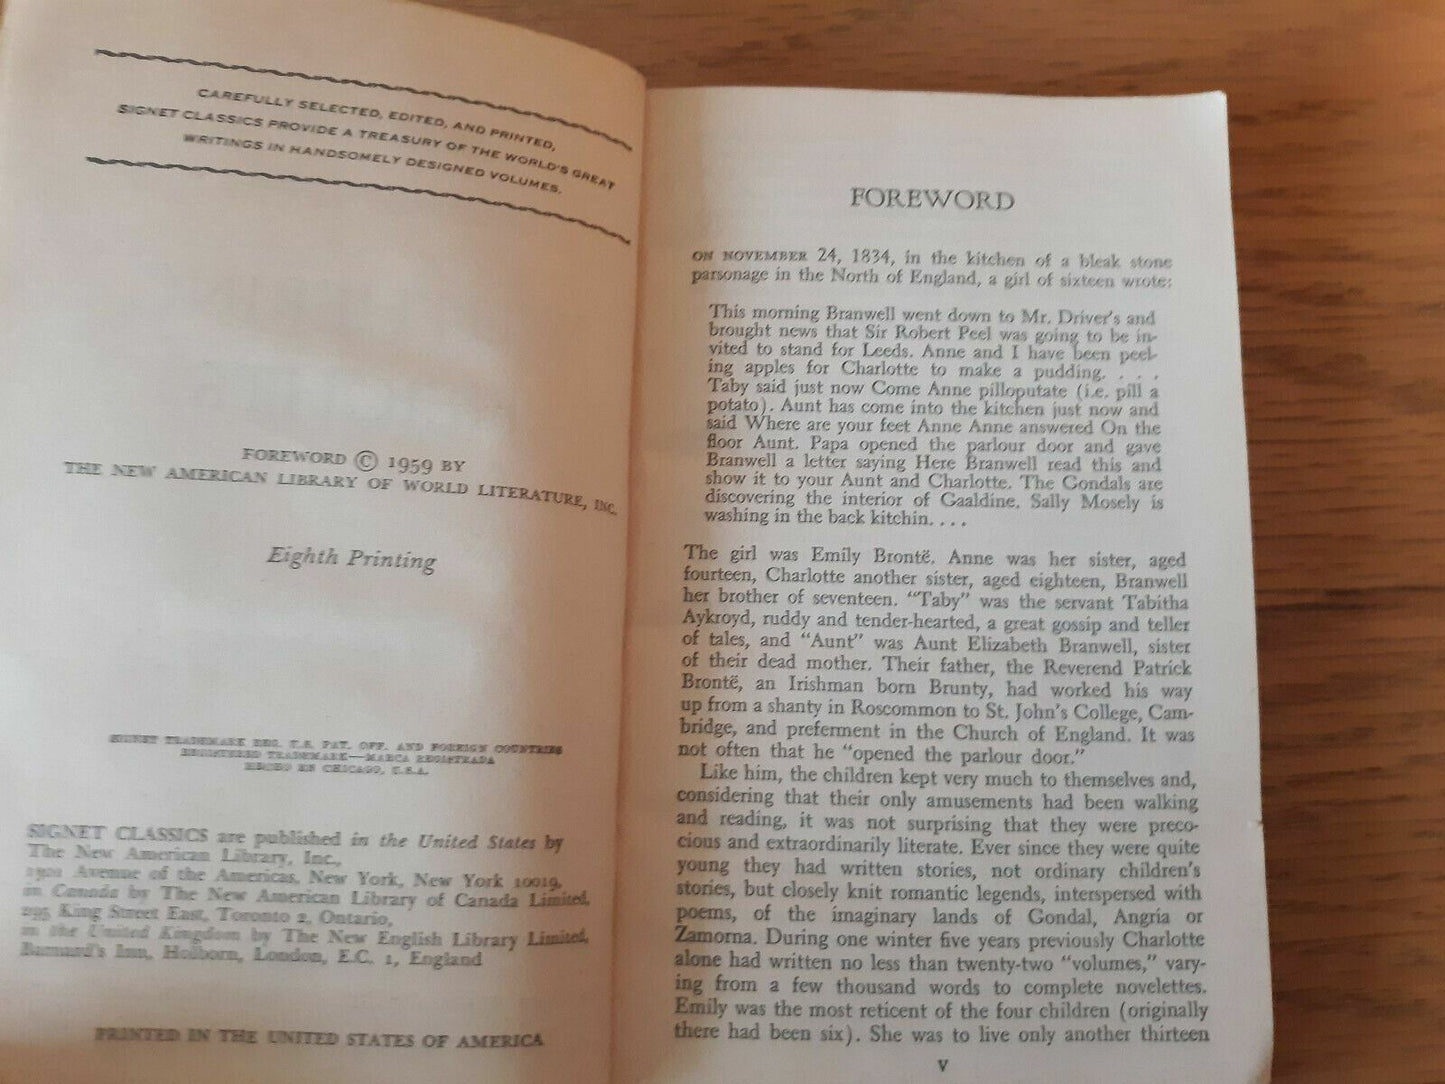 CAREFULLY SELECTED, EDITED, AND PRINTED,
SIGNET CLASSICS PROVIDE A TREASURY OF THE WORLD'S GREAT
WRITINGS IN HANDSOMELY DESIGNED VOLUMES.
FOREWORD © 1959 BY
THE NEW AMERICAN LIBRARY OF WORLD LITERATURE, INC.
Eighth Printing
SIGNET TRADEMARK REG. U.S. PAT. OFF. AND FOREIGN COUNTRIES
REGISTERED TRADEMARK—MARCA REGISTRADA
HECHO EN CHICAGO, U.S.A.
SIGNET CLASSICS are published in the United States by
The New American Library, Inc.,
1301 Avenue of the Americas, New York, New York 10019,
in Canada by The New American Library of Canada Limited,
295 King Street East, Toronto 2, Ontario,
in the United Kingdom by The New English Library Limited,
Barnard's Inn, Holborn, London, E.C. 1, England
PRINTED IN THE UNITED STATES OF AMERICA
FOREWORD
ON NOVEMBER 24, 1834, in the kitchen of a bleak stone
parsonage in the North of England, a girl of sixteen wrote:
This morning Branwell went down to Mr. Driver's and
brought news that Sir Robert Peel was going to be in-
vited to stand for Leeds. Anne and I have been peel-
ing apples for Charlotte to make a pudding. . . .
Taby said just now Come Anne pilloputate (i.e. pill a
potato). Aunt has come into the kitchen just now and
said Where are your feet Anne Anne answered On the
floor Aunt. Papa opened the parlour door and gave
Branwell a letter saying Here Branwell read this and
show it to your Aunt and Charlotte. The Gondals are
discovering the interior of Gaaldine. Sally Mosely is
washing in the back kitchin. . . .
The girl was Emily Brontë. Anne was her sister, aged
fourteen, Charlotte another sister, aged eighteen, Branwell
her brother of seventeen. "Taby" was the servant Tabitha
Aykroyd, ruddy and tender-hearted, a great gossip and teller
of tales, and "Aunt" was Aunt Elizabeth Branwell, sister
of their dead mother. Their father, the Reverend Patrick
Brontë, an Irishman born Brunty, had worked his way
up from a shanty in Roscommon to St. John's College, Cam-
bridge, and preferment in the Church of England. It was
not often that he "opened the parlour door."
Like him, the children kept very much to themselves and,
considering that their only amusements had been walking
and reading, it was not surprising that they were preco-
cious and extraordinarily literate. Ever since they were quite
young they had written stories, not ordinary children's
stories, but closely knit romantic legends, interspersed with
poems, of the imaginary lands of Gondal, Angria or
Zamorna. During one winter five years previously Charlotte
alone had written no less than twenty-two "volumes," vary-
ing from a few thousand words to complete novelettes.
Emily was the most reticent of the four children (originally
there had been six). She was to live only another thirteen
V